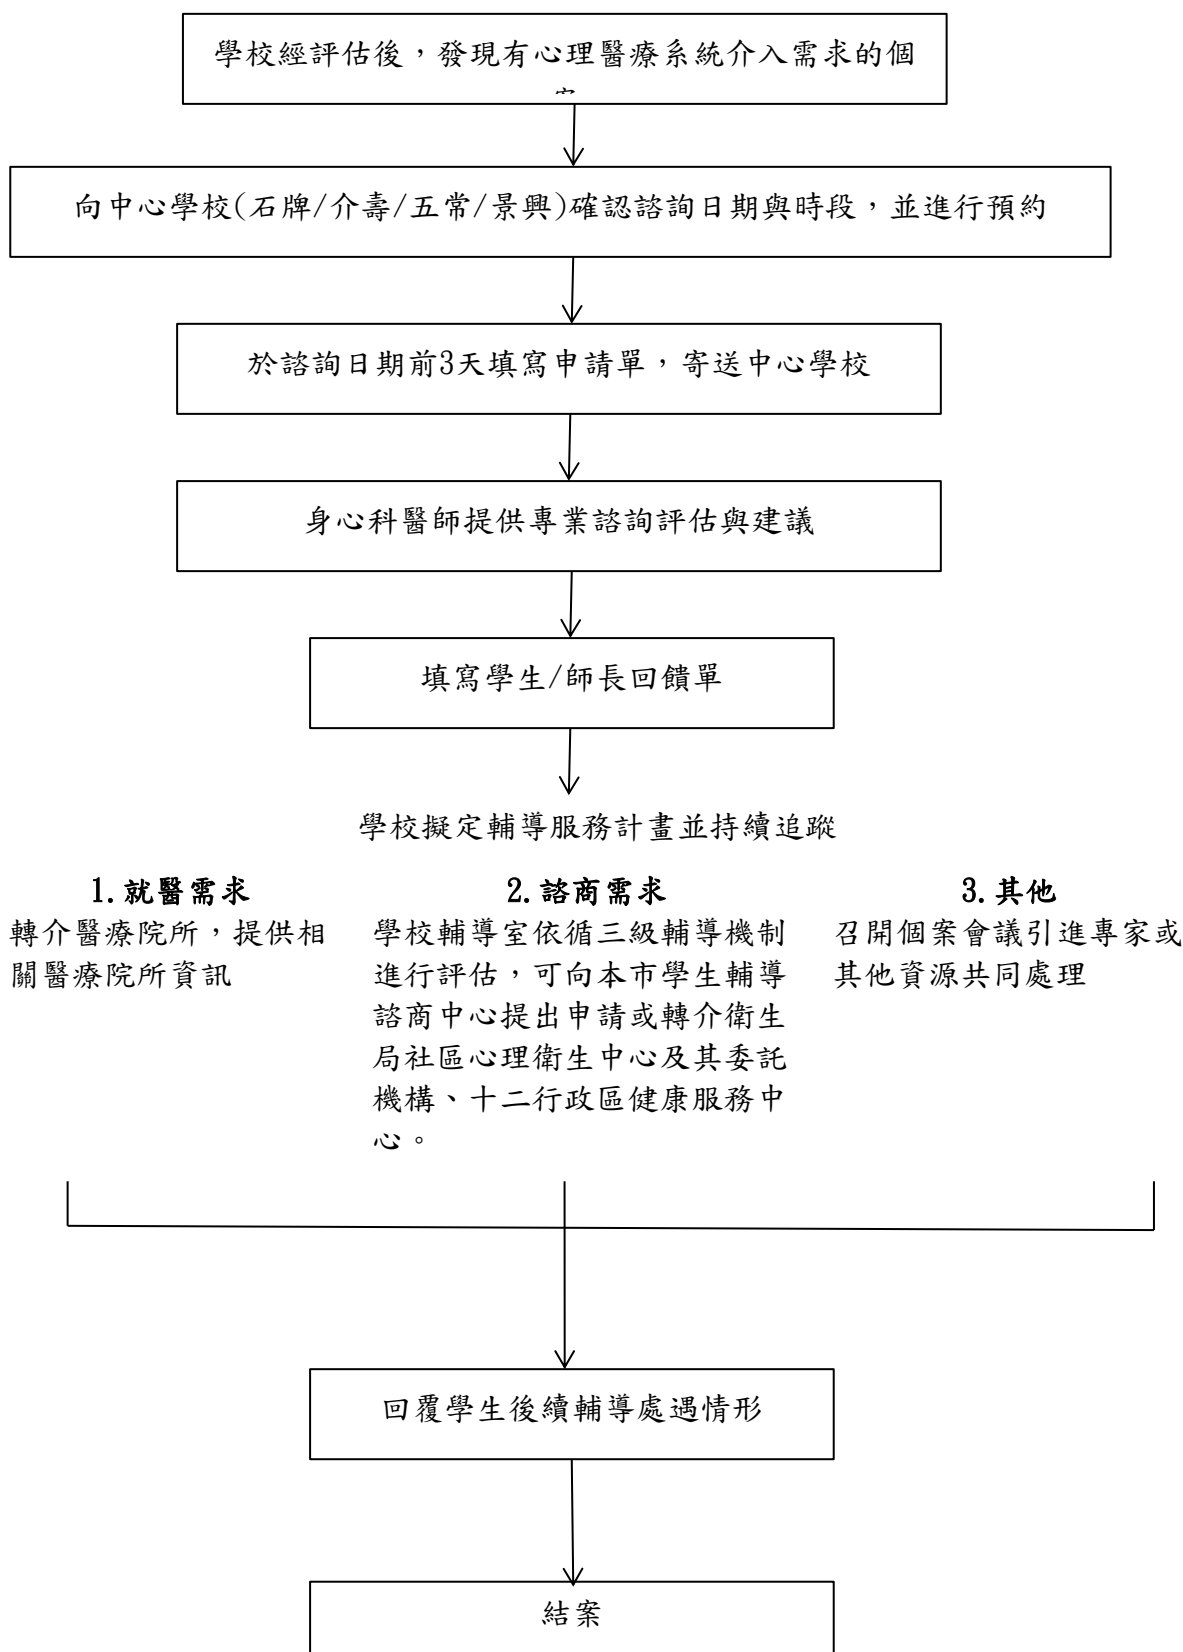 學校經評估後，發現有心理醫療系統介入需求的個
向中心學校(石牌/介壽/五常/景興)確認諮詢日期與時段，並進行預約
於諮詢日期前3天填寫申請單，寄送中心學校
身心科醫師提供專業諮詢評估與建議
填寫學生/師長回饋單
學校擬定輔導服務計畫並持續追蹤
1.就醫需求
轉介醫療院所，提供相
關醫療院所資訊
2.諮商需求
學校輔導室依循三級輔導機制
進行評估，可向本市學生輔導
諮商中心提出申請或轉介衛生
局社區心理衛生中心及其委託
機構、十二行政區健康服務中
心。
3.其他
召開個案會議引進專家或
其他資源共同處理
回覆學生後續輔導處遇情形
結案